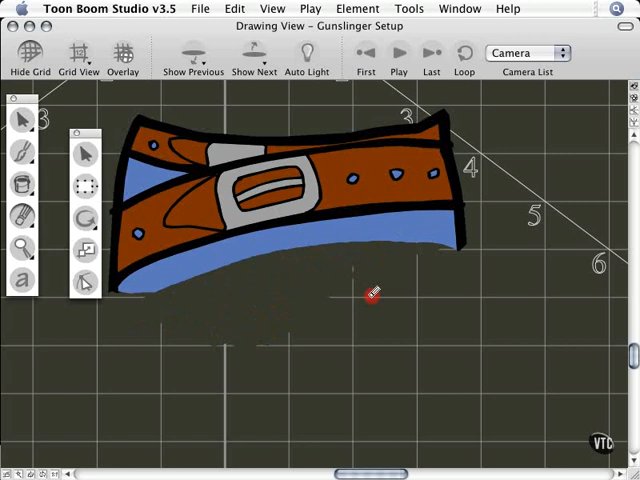 Toon Boom Studio v3.5 File Edit View Play Element Tools Window Help
Drawing View – Gunslinger Setup
Camera
Hide Grid Grid View Overlay Show Previous Show Next Auto Light First Play Last Loop Camera List
12
3 3
4
5
6
a
VTC